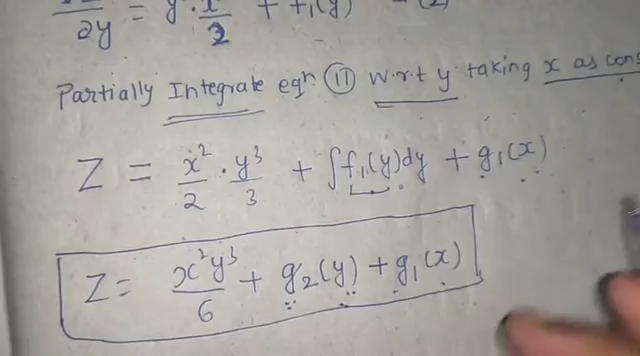 ∂y = y · x/2 + f₁(y)
Partially Integrate eqn (11) w.r.t y taking x as cons
Z = x²/2 · y³/3 + ∫f₁(y)dy + g₁(x)
Z = x²y³/6 + g₂(y) + g₁(x)